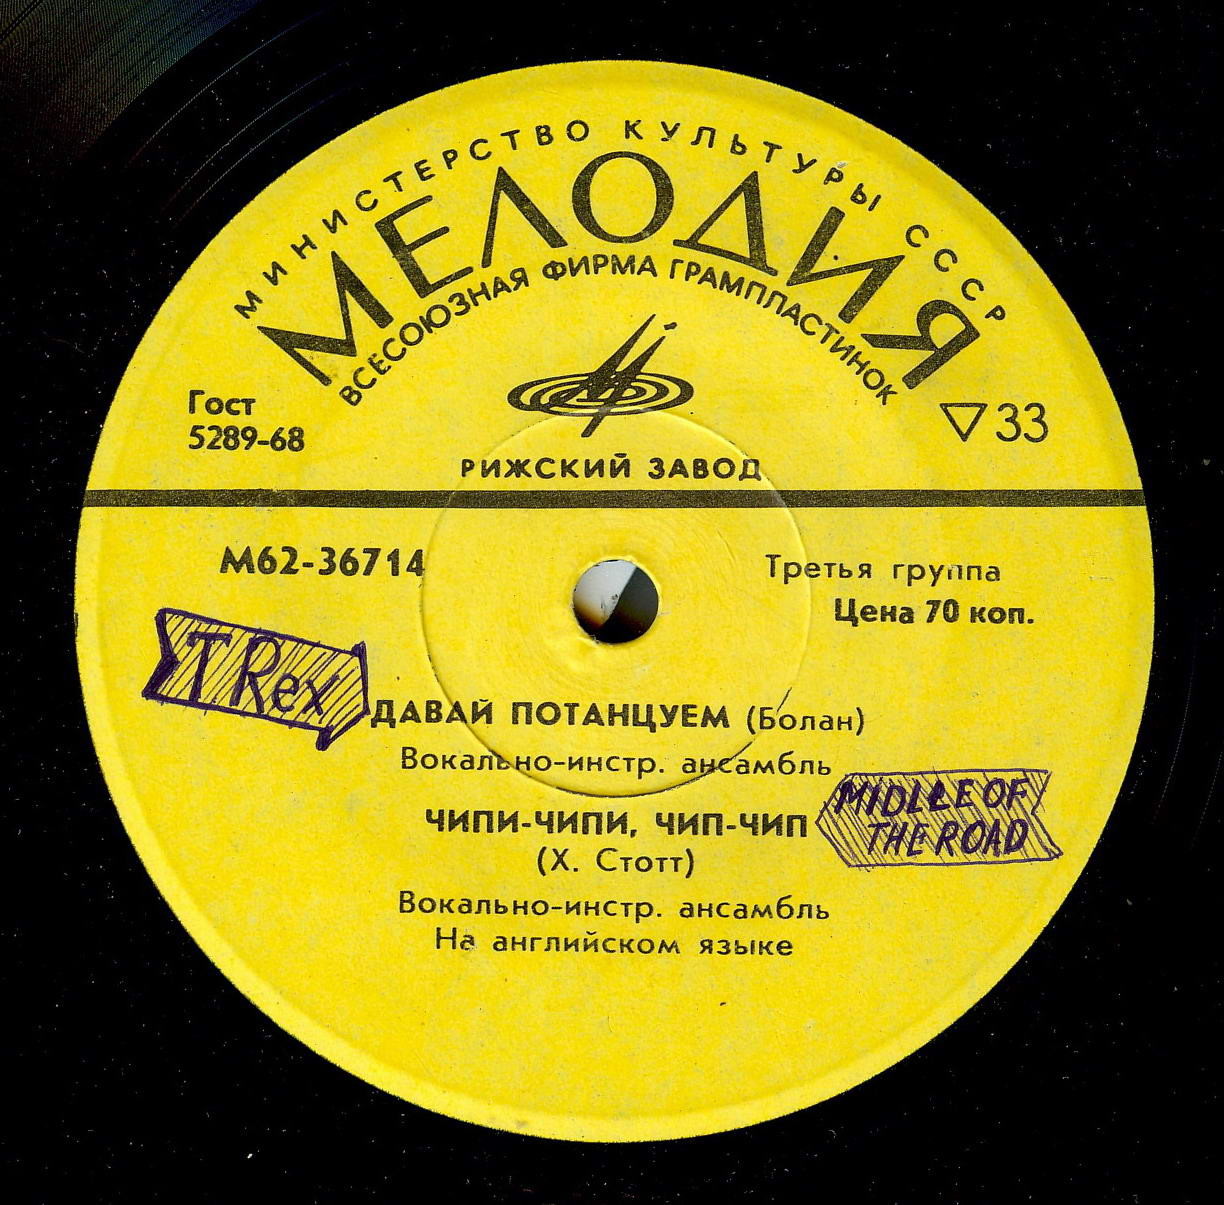 МИНИСТЕРСТВО КУЛЬТУРЫ СССР
МЕЛОДИЯ
ВСЕСОЮЗНАЯ ФИРМА ГРАМПЛАСТИНОК
Гост
5289-68
▽33
РИЖСКИЙ ЗАВОД
М62-36714
Третья группа
Цена 70 коп.
T Rex
ДАВАЙ ПОТАНЦУЕМ (Болан)
Вокально-инстр. ансамбль
ЧИПИ-ЧИПИ, ЧИП-ЧИП
MIDLLE OF
THE ROAD
(Х. Стотт)
Вокально-инстр. ансамбль
На английском языке